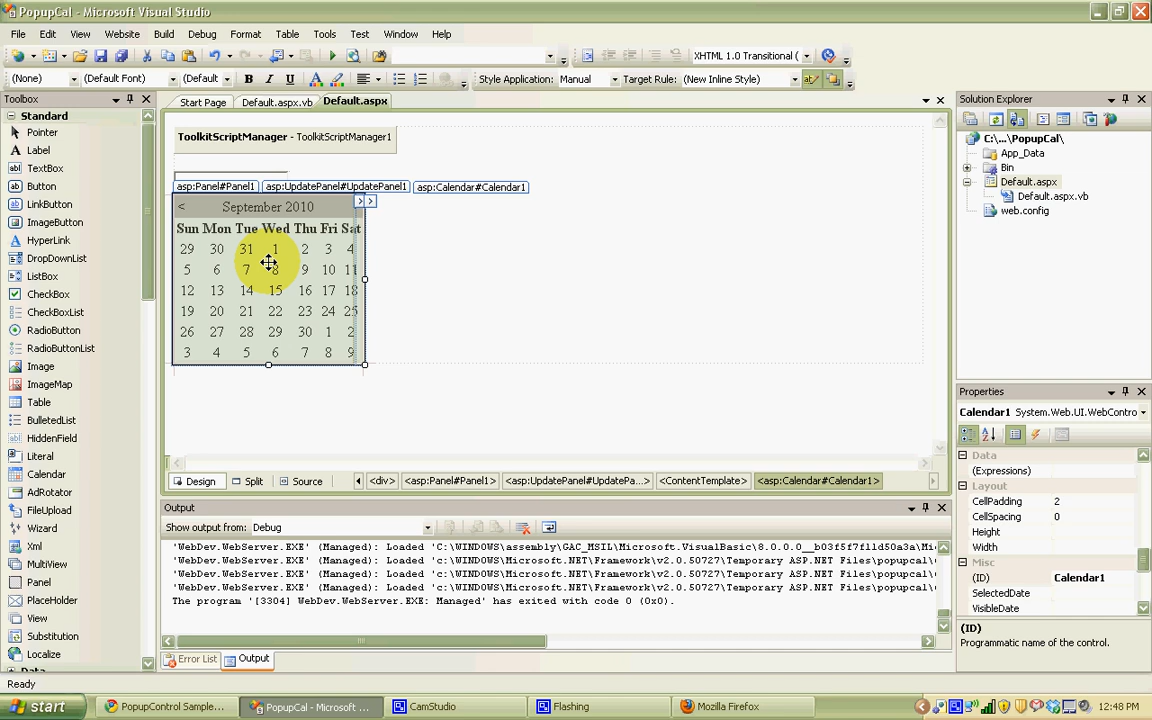 PopupCal - Microsoft Visual Studio
File Edit View Website Build Debug Format Table Tools Test Window Help
XHTML 1.0 Transitional (
(None) (Default Font) (Default B I U Style Application: Manual Target Rule: (New Inline Style)
Toolbox
Standard
Pointer
Label
TextBox
Button
LinkButton
ImageButton
HyperLink
DropDownList
ListBox
CheckBox
CheckBoxList
RadioButton
RadioButtonList
Image
ImageMap
Table
BulletedList
HiddenField
Literal
Calendar
AdRotator
FileUpload
Wizard
Xml
MultiView
Panel
PlaceHolder
View
Substitution
Localize
Data
Start Page Default.aspx.vb Default.aspx
ToolkitScriptManager - ToolkitScriptManager1
asp:Panel#Panel1 asp:UpdatePanel#UpdatePanel1 asp:Calendar#Calendar1
< September 2010 > >
Sun Mon Tue Wed Thu Fri Sat
29 30 31 1 2 3 4
5 6 7 8 9 10 11
12 13 14 15 16 17 18
19 20 21 22 23 24 25
26 27 28 29 30 1 2
3 4 5 6 7 8 9
Design Split Source <div> <asp:Panel#Panel1> <asp:UpdatePanel#UpdatePa...> <ContentTemplate> <asp:Calendar#Calendar1>
Output
Show output from: Debug
'WebDev.WebServer.EXE' (Managed): Loaded 'C:\WINDOWS\assembly\GAC_MSIL\Microsoft.VisualBasic\8.0.0.0__b03f5f7f11d50a3a\Mi
'WebDev.WebServer.EXE' (Managed): Loaded 'C:\WINDOWS\Microsoft.NET\Framework\v2.0.50727\Temporary ASP.NET Files\popupcal\
'WebDev.WebServer.EXE' (Managed): Loaded 'C:\WINDOWS\Microsoft.NET\Framework\v2.0.50727\Temporary ASP.NET Files\popupcal\
'WebDev.WebServer.EXE' (Managed): Loaded 'C:\WINDOWS\Microsoft.NET\Framework\v2.0.50727\Temporary ASP.NET Files\popupcal\
The program '[3304] WebDev.WebServer.EXE: Managed' has exited with code 0 (0x0).
Error List Output
Solution Explorer
C:\...\PopupCal\
App_Data
Bin
Default.aspx
Default.aspx.vb
web.config
Properties
Calendar1 System.Web.UI.WebContro
Data
(Expressions)
Layout
CellPadding 2
CellSpacing 0
Height
Width
Misc
(ID) Calendar1
SelectedDate
VisibleDate
(ID)
Programmatic name of the control.
Ready
start PopupControl Sample... PopupCal - Microsoft ... CamStudio Flashing Mozilla Firefox 12:48 PM